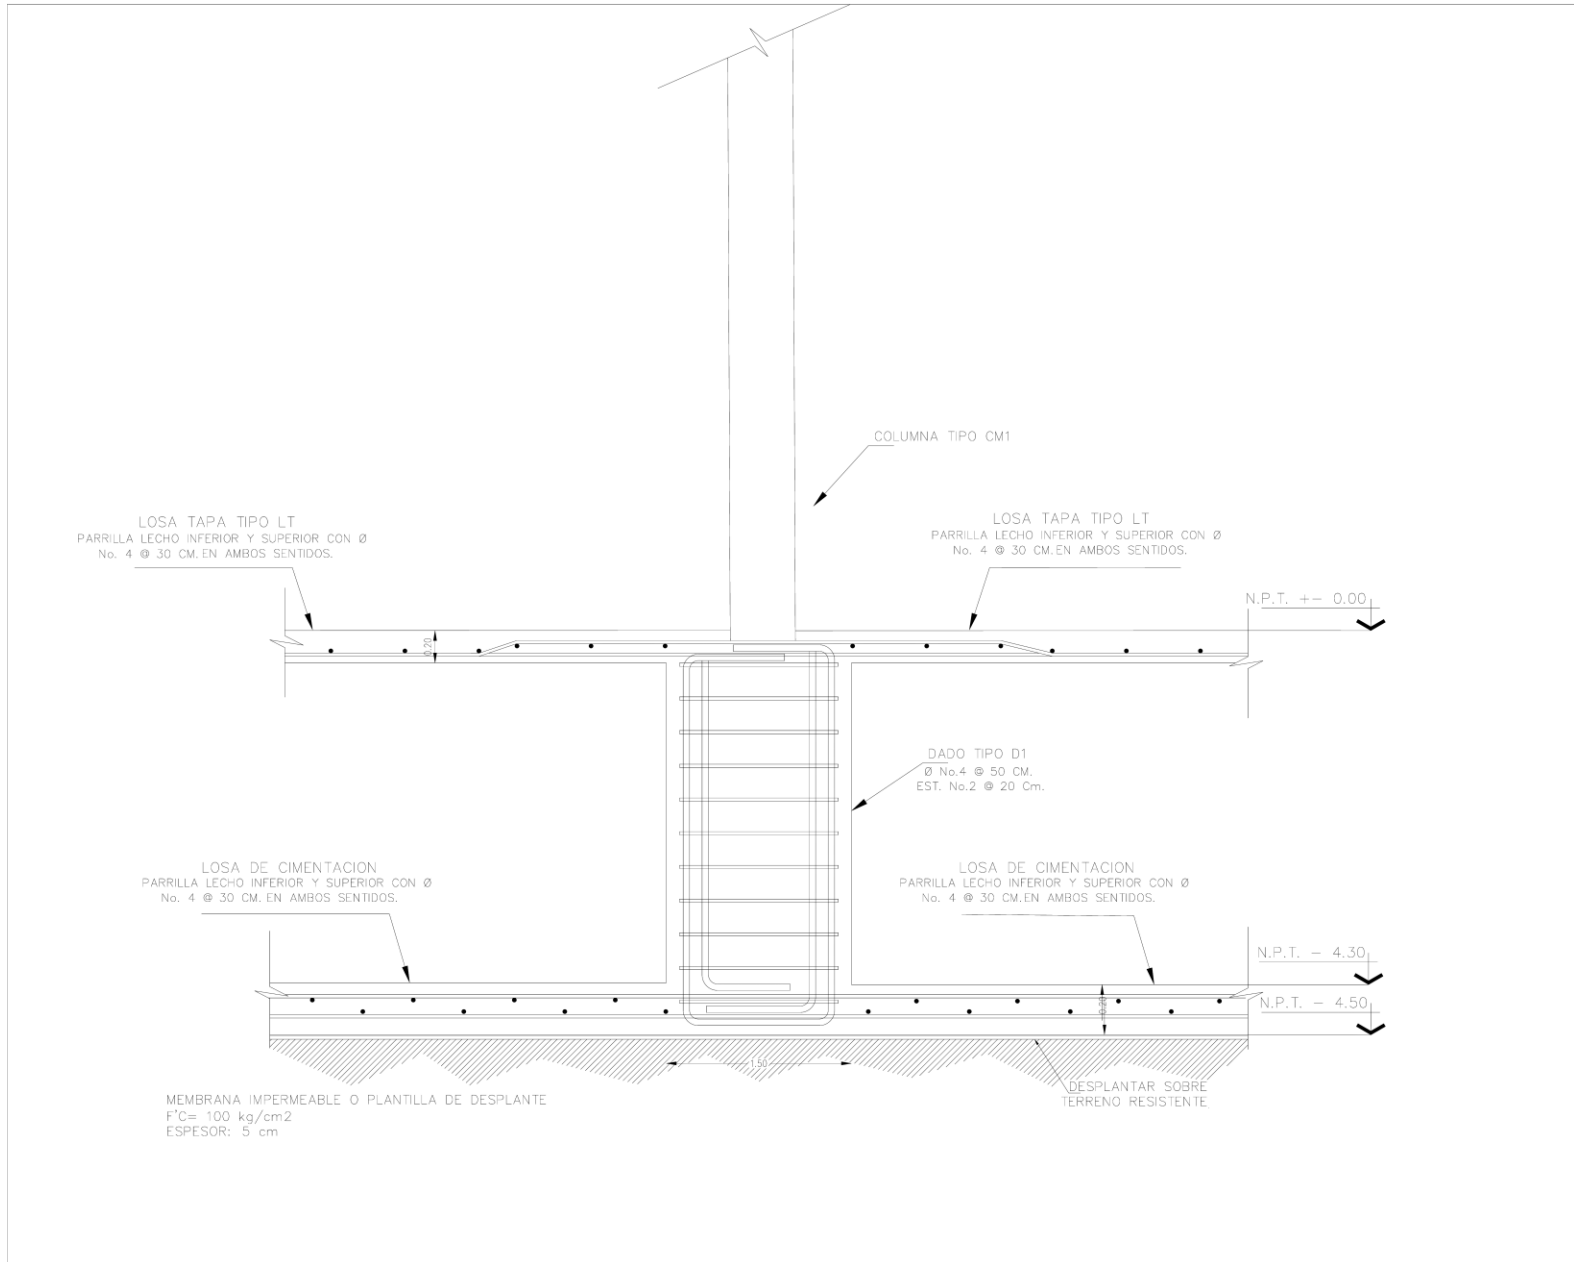 COLUMNA TIPO CM1
LOSA TAPA TIPO LT
PARRILLA LECHO INFERIOR Y SUPERIOR CON Ø
No. 4 @ 30 CM.EN AMBOS SENTIDOS.
LOSA TAPA TIPO LT
PARRILLA LECHO INFERIOR Y SUPERIOR CON Ø
No. 4 @ 30 CM.EN AMBOS SENTIDOS.
N.P.T. +- 0.00
0.20
DADO TIPO D1
Ø No.4 @ 50 CM.
EST. No.2 @ 20 Cm.
LOSA DE CIMENTACION
PARRILLA LECHO INFERIOR Y SUPERIOR CON Ø
No. 4 @ 30 CM.EN AMBOS SENTIDOS.
LOSA DE CIMENTACION
PARRILLA LECHO INFERIOR Y SUPERIOR CON Ø
No. 4 @ 30 CM.EN AMBOS SENTIDOS.
N.P.T. - 4.30
N.P.T. - 4.50
0.20
1.50
DESPLANTAR SOBRE
TERRENO RESISTENTE
MEMBRANA IMPERMEABLE O PLANTILLA DE DESPLANTE
F'C= 100 kg/cm2
ESPESOR: 5 cm